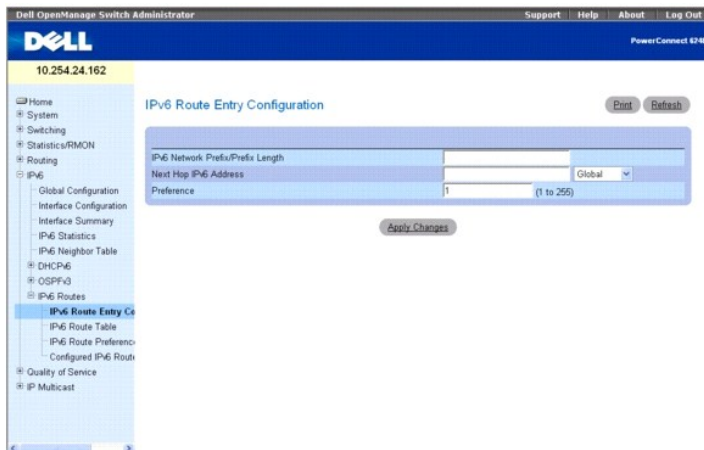 Dell OpenManage Switch Administrator
Support Help About Log Out
DELL
PowerConnect 624
10.254.24.162
Home
System
Switching
Statistics/RMON
Routing
IPv6
Global Configuration
Interface Configuration
Interface Summary
IPv6 Statistics
IPv6 Neighbor Table
DHCPv6
OSPFv3
IPv6 Routes
IPv6 Route Entry Co
IPv6 Route Table
IPv6 Route Preferenc
Configured IPv6 Rout
Quality of Service
IP Multicast
IPv6 Route Entry Configuration
Print Refresh
IPv6 Network Prefix/Prefix Length
Next Hop IPv6 Address Global
Preference 1 (1 to 255)
Apply Changes